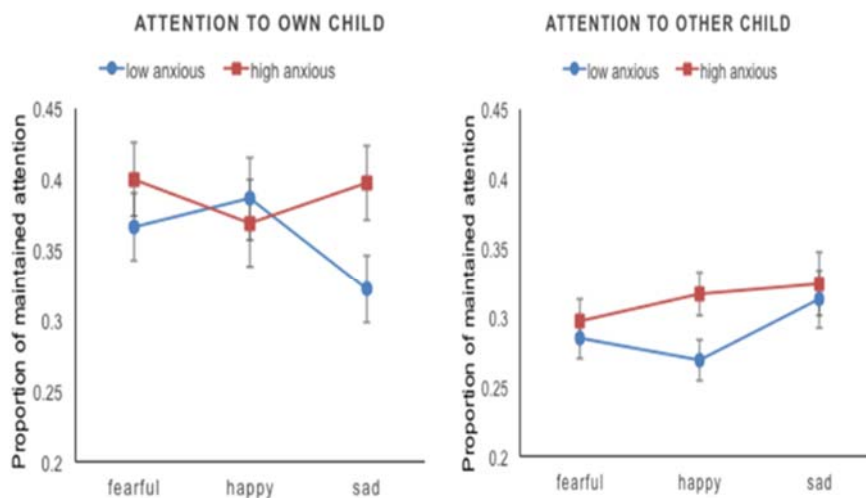 ATTENTION TO OWN CHILD
low anxious high anxious
Proportion of maintained attention
0.45
0.4
0.35
0.3
0.25
0.2
fearful happy sad
ATTENTION TO OTHER CHILD
low anxious high anxious
Proportion of maintained attention
0.45
0.4
0.35
0.3
0.25
0.2
fearful happy sad